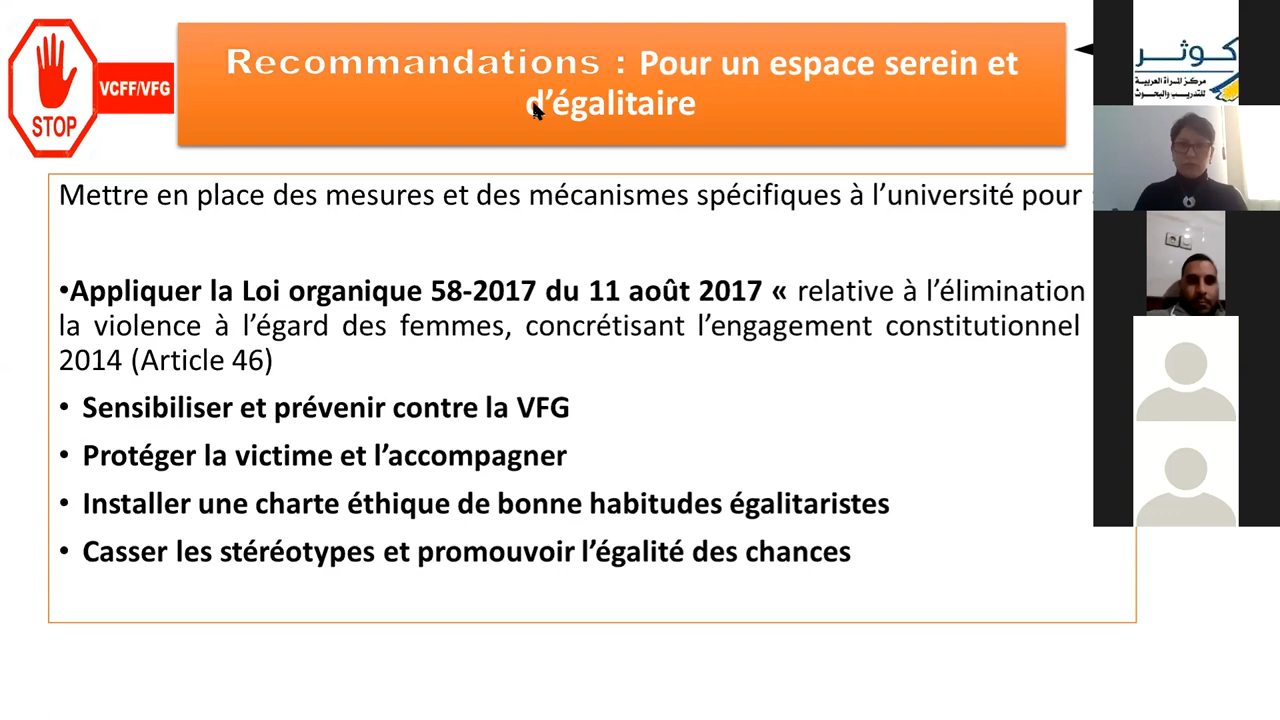 STOP
VCFF/VFG
Recommandations : Pour un espace serein et
d’égalitaire
Mettre en place des mesures et des mécanismes spécifiques à l’université pour
•Appliquer la Loi organique 58-2017 du 11 août 2017 « relative à l’élimination
la violence à l’égard des femmes, concrétisant l’engagement constitutionnel
2014 (Article 46)
• Sensibiliser et prévenir contre la VFG
• Protéger la victime et l’accompagner
• Installer une charte éthique de bonne habitudes égalitaristes
• Casser les stéréotypes et promouvoir l’égalité des chances
كوثر
مركز المرأة العربية
للتدريب والبحوث